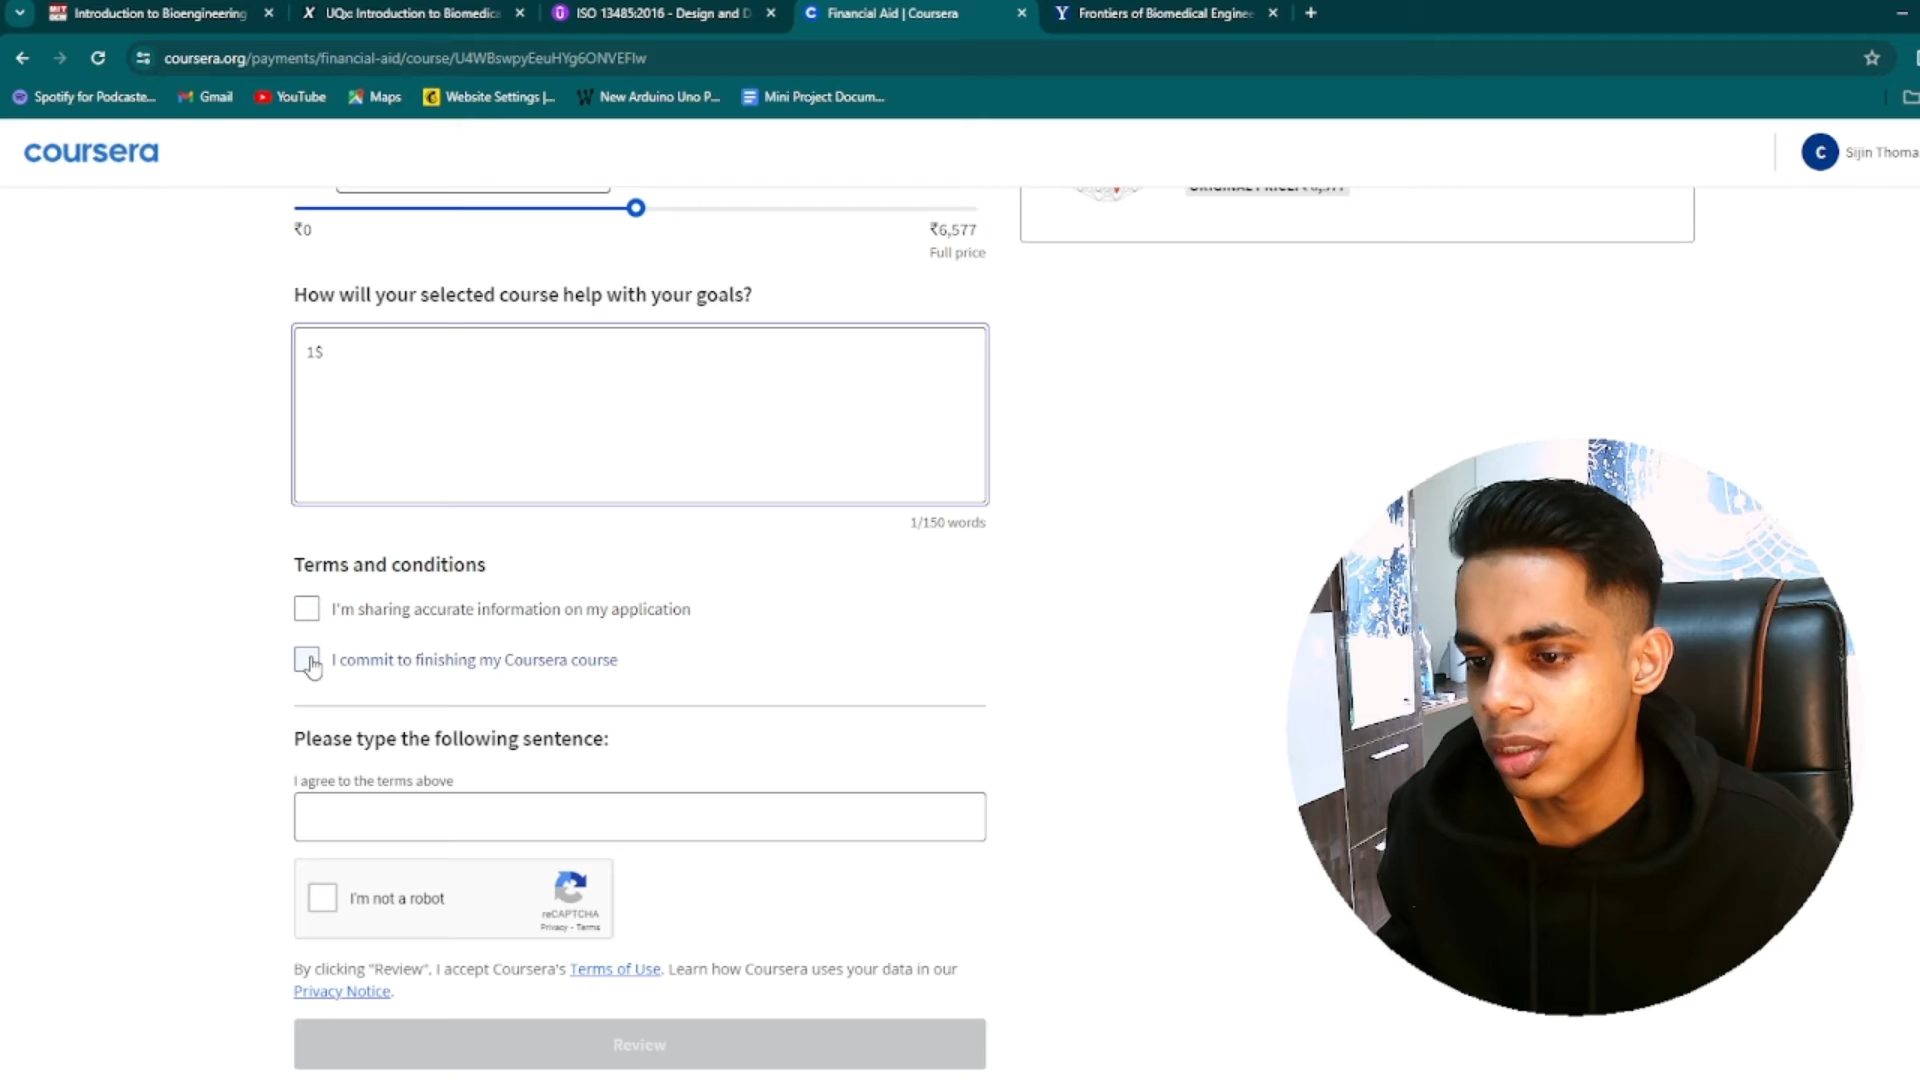 Introduction to Bioengineering
UQx: Introduction to Biomedic
ISO 13485:2016 - Design and D
Financial Aid | Coursera
Frontiers of Biomedical Engine
coursera.org/payments/financial-aid/course/U4WBswpyEeuHYg6ONVEFIw
Spotify for Podcaste...
Gmail
YouTube
Maps
Website Settings |...
New Arduino Uno P...
Mini Project Docum...
coursera
C
Sijin Thoma
₹0
₹6,577
Full price
How will your selected course help with your goals?
1$
1/150 words
Terms and conditions
I'm sharing accurate information on my application
I commit to finishing my Coursera course
Please type the following sentence:
I agree to the terms above
I'm not a robot
reCAPTCHA
Privacy - Terms
By clicking "Review". I accept Coursera's Terms of Use. Learn how Coursera uses your data in our
Privacy Notice.
Review